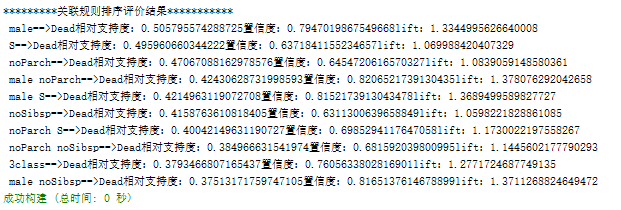 *********关联规则排序评价结果***********
male-->Dead相对支持度：0.505795574288725置信度：0.7947019867549668lift：1.3344995626640008
S-->Dead相对支持度：0.495960660344222置信度：0.6371841155234657lift：1.069988420407329
noParch-->Dead相对支持度：0.47067088162978576置信度：0.6454720616570327lift：1.0839059148580361
male noParch-->Dead相对支持度：0.42430628731998593置信度：0.8206521739130435lift：1.378076292042658
male S-->Dead相对支持度：0.4214963119072708置信度：0.8152173913043478lift：1.3689499589827727
noSibsp-->Dead相对支持度：0.4158763610818405置信度：0.6311300639658849lift：1.0598221828861085
noParch S-->Dead相对支持度：0.40042149631190727置信度：0.6985294117647058lift：1.1730022197558267
noParch noSibsp-->Dead相对支持度：0.384966631541974置信度：0.6815920398009951lift：1.1445602177790293
3class-->Dead相对支持度：0.3793466807165437置信度：0.7605633802816901lift：1.2771724687749135
male noSibsp-->Dead相对支持度：0.37513171759747105置信度：0.8165137614678899lift：1.3711268824649472
成功构建 (总时间: 0 秒)